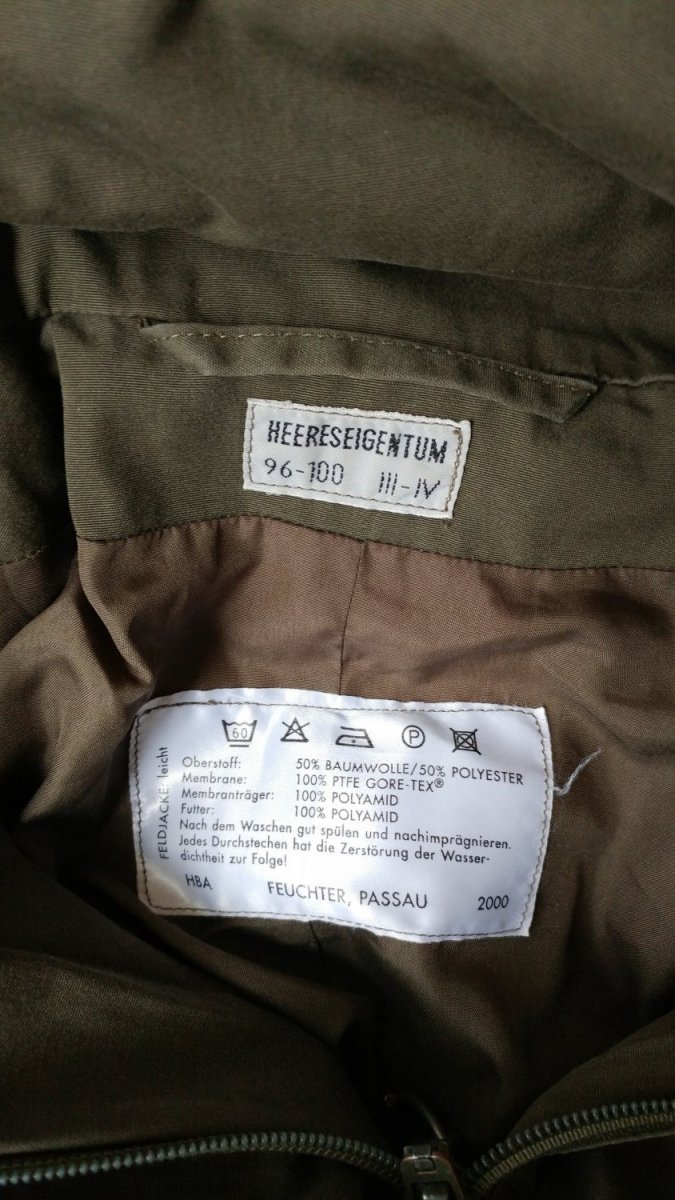 HEERESEIGENTUM
96-100 III-IV
60 P
FELDJACKE: leicht
Oberstoff: 50% BAUMWOLLE/50% POLYESTER
Membrane: 100% PTFE GORE-TEX®
Membranträger: 100% POLYAMID
Futter: 100% POLYAMID
Nach dem Waschen gut spülen und nachimprägnieren.
Jedes Durchstechen hat die Zerstörung der Wasser-
dichtheit zur Folge!
HBA FEUCHTER, PASSAU 2000